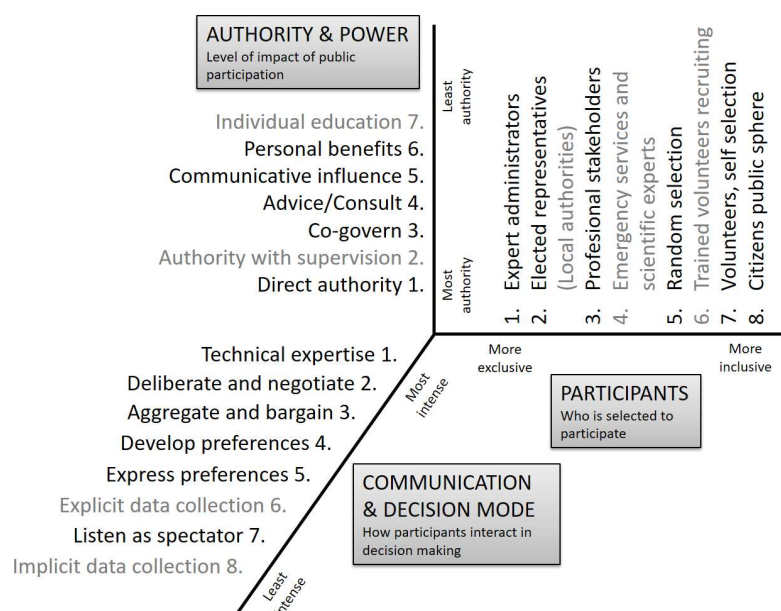 AUTHORITY & POWER
Level of impact of public
participation
Individual education 7.
Personal benefits 6.
Communicative influence 5.
Advice/Consult 4.
Co-govern 3.
Authority with supervision 2.
Direct authority 1.
Least
authority
Most
authority
1. Expert administrators
2. Elected representatives
(Local authorities)
3. Profesional stakeholders
4. Emergency services and
scientific experts
5. Random selection
6. Trained volunteers recruiting
7. Volunteers, self selection
8. Citizens public sphere
More
exclusive
More
inclusive
PARTICIPANTS
Who is selected to
participate
Technical expertise 1.
Deliberate and negotiate 2.
Aggregate and bargain 3.
Develop preferences 4.
Express preferences 5.
Explicit data collection 6.
Listen as spectator 7.
Implicit data collection 8.
Most
intense
Least
intense
COMMUNICATION
& DECISION MODE
How participants interact in
decision making